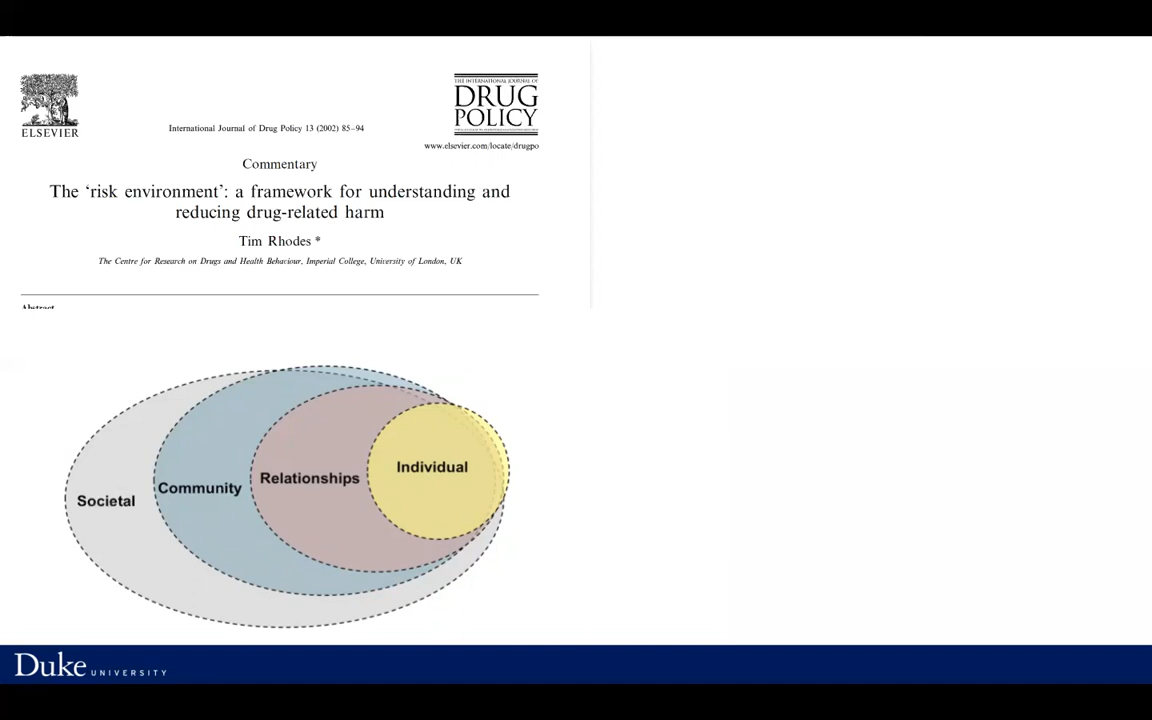 ELSEVIER
THE INTERNATIONAL JOURNAL OF
DRUG
POLICY
International Journal of Drug Policy 13 (2002) 85–94
www.elsevier.com/locate/drugpo
Commentary
The ‘risk environment’: a framework for understanding and
reducing drug-related harm
Tim Rhodes *
The Centre for Research on Drugs and Health Behaviour, Imperial College, University of London, UK
Abstract
Individual
Relationships
Community
Societal
Duke UNIVERSITY